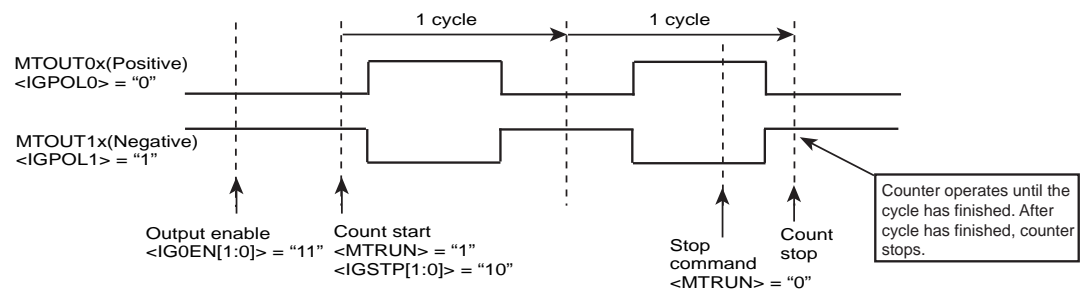 1 cycle
1 cycle
MTOUT0x(Positive)
<IGPOL0> = “0”
MTOUT1x(Negative)
<IGPOL1> = “1”
Output enable
<IG0EN[1:0]> = “11”
Count start
<MTRUN> = “1”
<IGSTP[1:0]> = “10”
Stop
command
<MTRUN> = “0”
Count
stop
Counter operates until the
cycle has finished. After
cycle has finished, counter
stops.